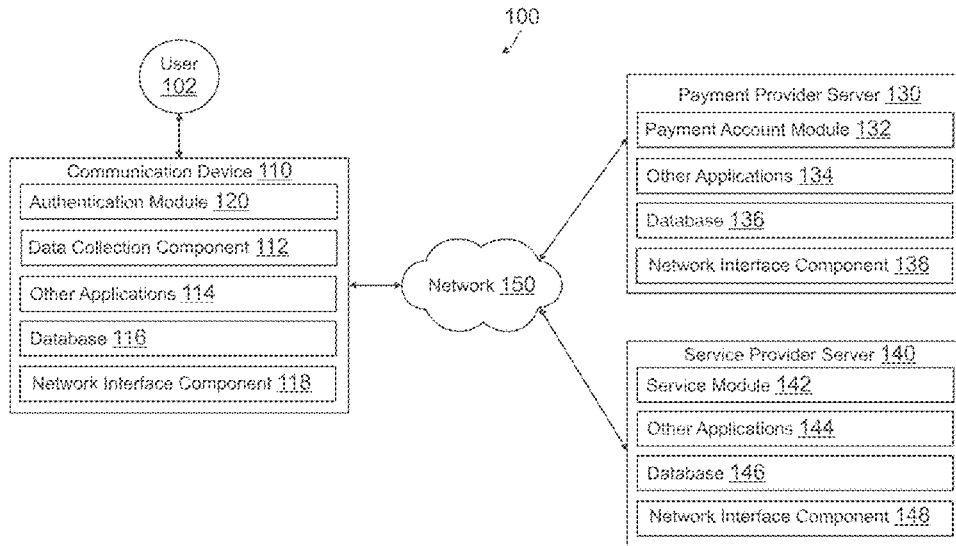 100
User
102
Communication Device 110
Authentication Module 120
Data Collection Component 112
Other Applications 114
Database 116
Network Interface Component 118
Network 150
Payment Provider Server 130
Payment Account Module 132
Other Applications 134
Database 136
Network Interface Component 138
Service Provider Server 140
Service Module 142
Other Applications 144
Database 146
Network Interface Component 148